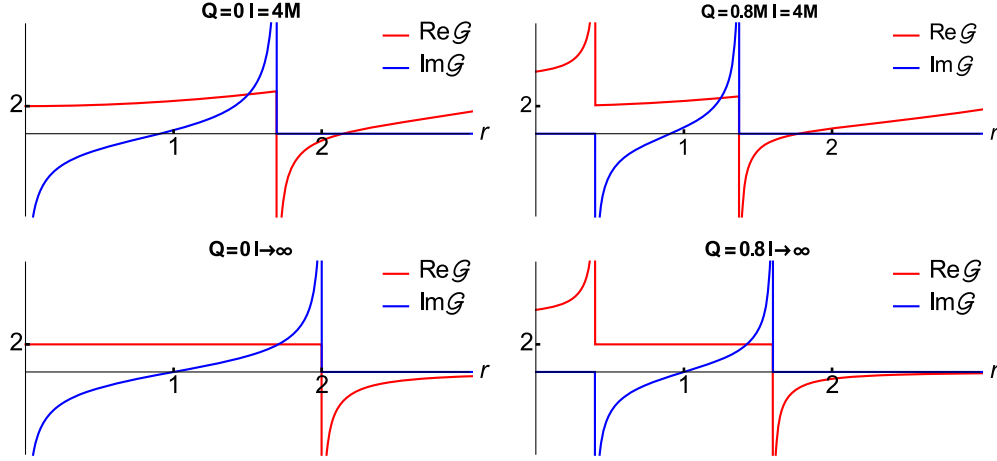 Q=0 l=4M
Re𝒢
Im𝒢
2
1
2
r
Q=0.8M l=4M
Re𝒢
Im𝒢
2
1
2
r
Q=0 l→∞
Re𝒢
Im𝒢
2
1
2
r
Q=0.8 l→∞
Re𝒢
Im𝒢
2
1
2
r